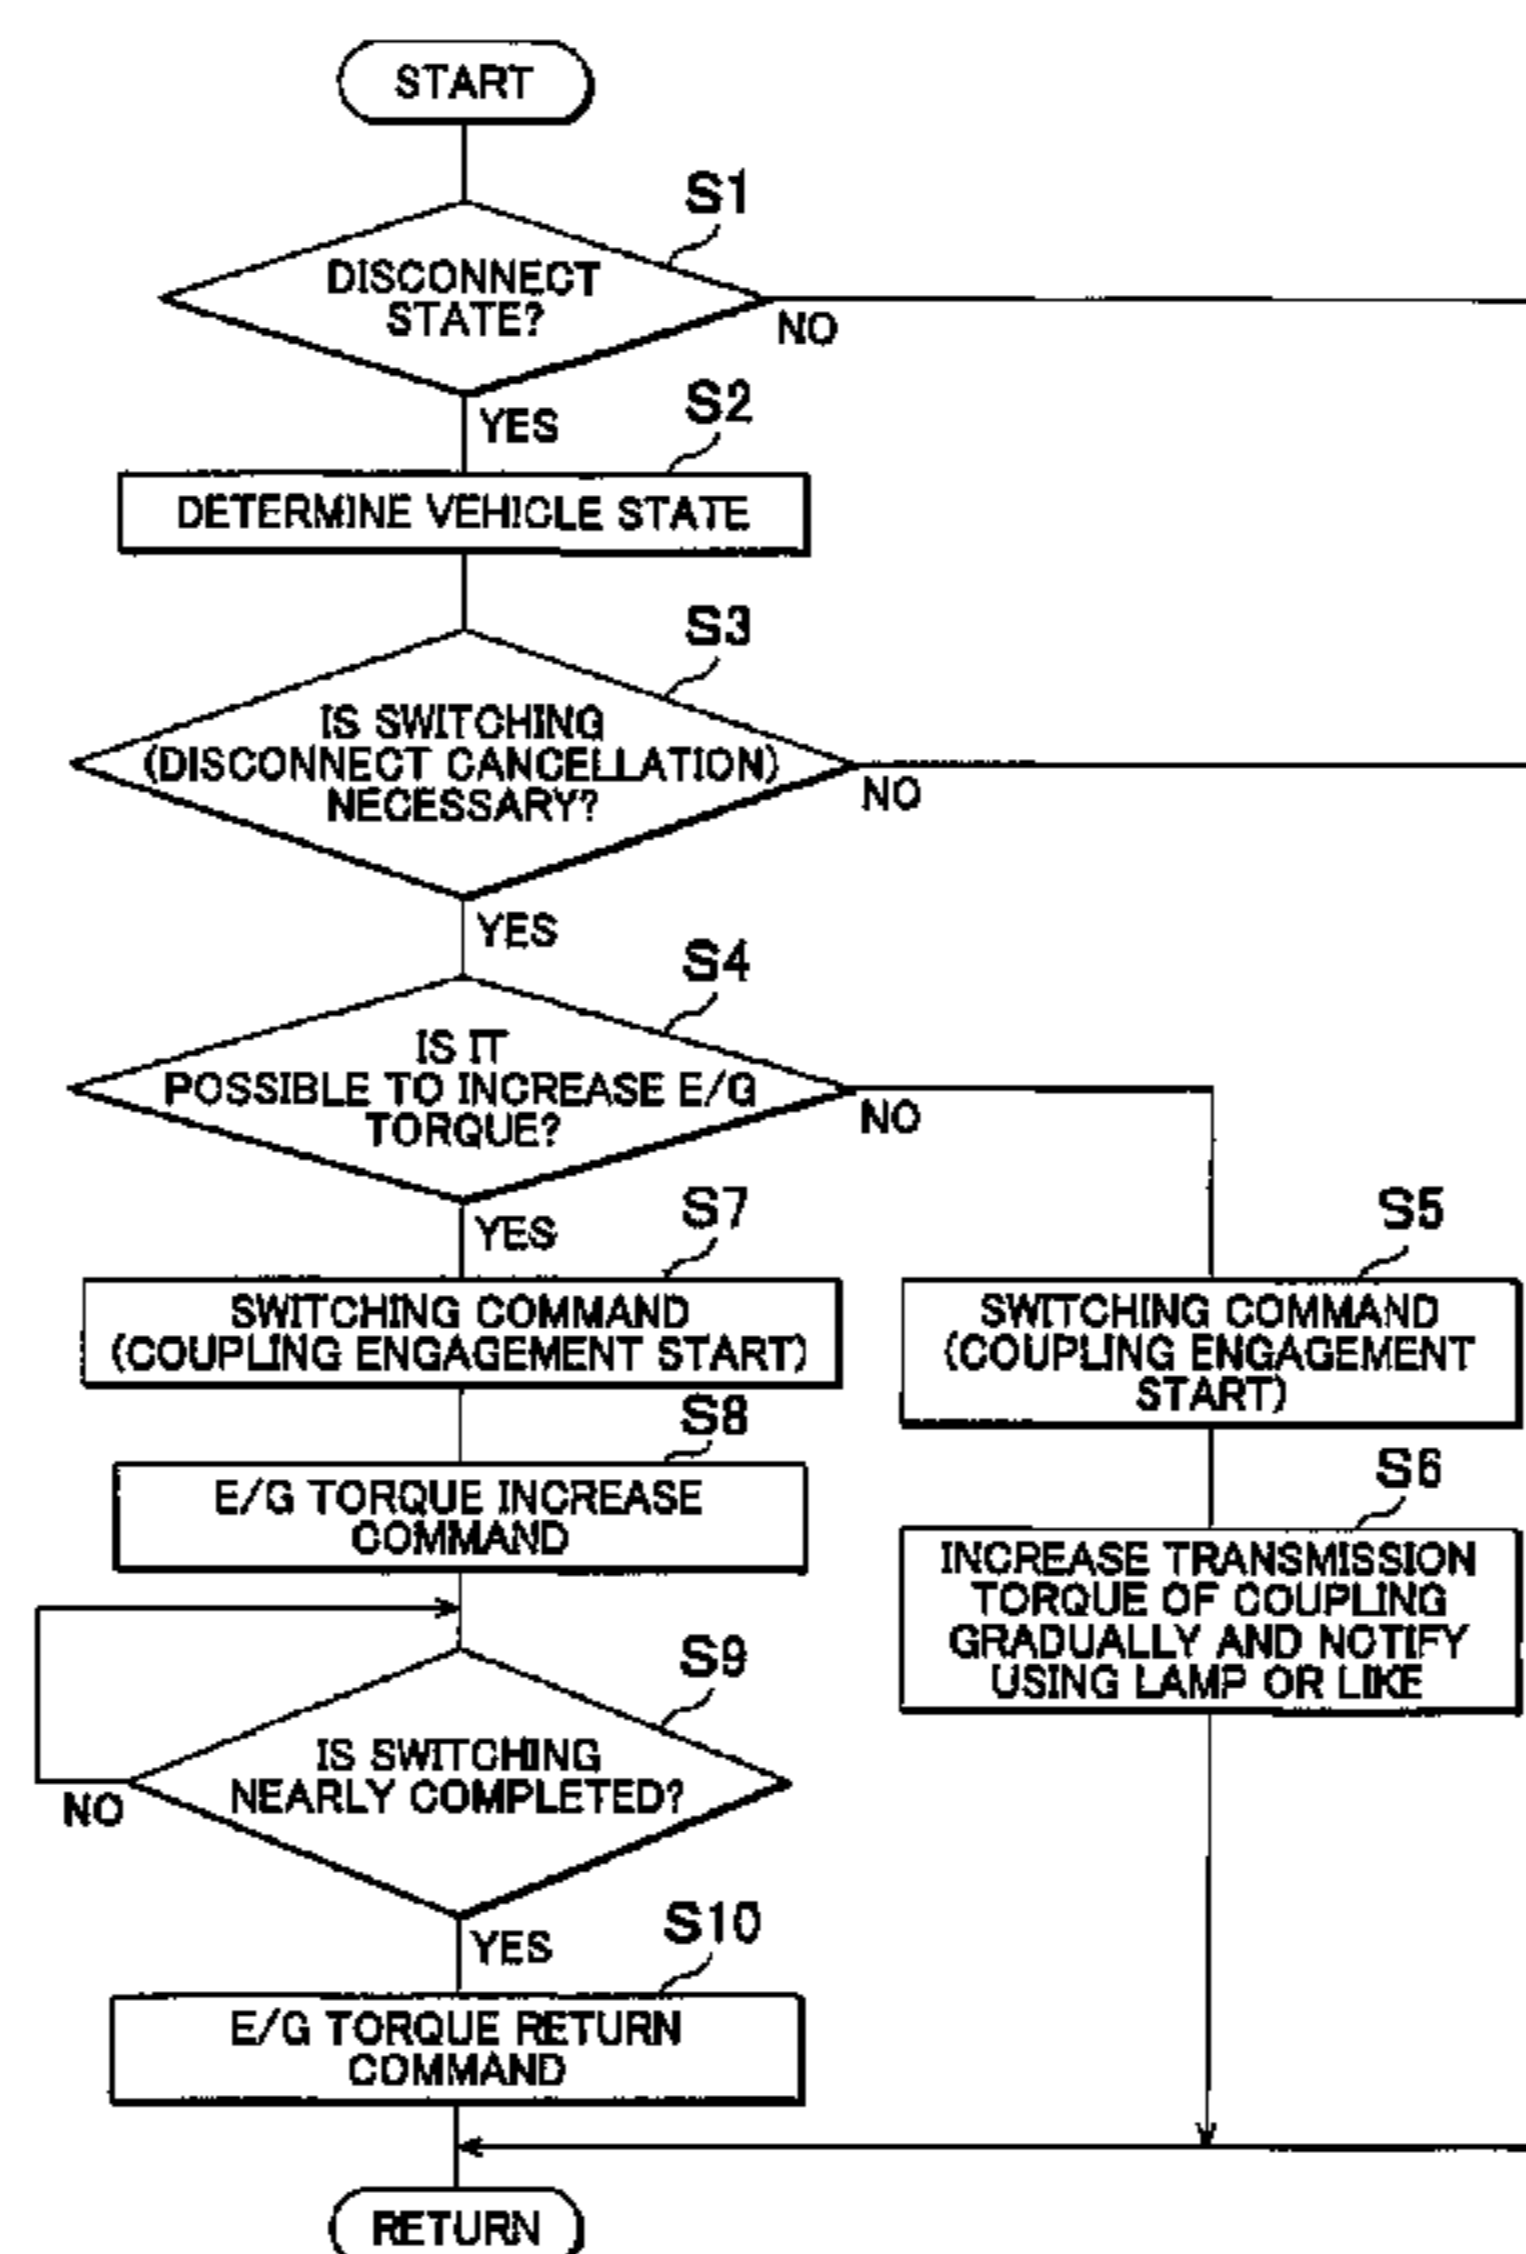 START
S1
DISCONNECT
STATE?
NO
YES
S2
DETERMINE VEHICLE STATE
S3
IS SWITCHING
(DISCONNECT CANCELLATION)
NECESSARY?
NO
YES
S4
IS IT
POSSIBLE TO INCREASE E/G
TORQUE?
NO
YES
S7
SWITCHING COMMAND
(COUPLING ENGAGEMENT START)
S5
SWITCHING COMMAND
(COUPLING ENGAGEMENT
START)
S8
E/G TORQUE INCREASE
COMMAND
S6
INCREASE TRANSMISSION
TORQUE OF COUPLING
GRADUALLY AND NOTIFY
USING LAMP OR LIKE
S9
IS SWITCHING
NEARLY COMPLETED?
NO
YES
S10
E/G TORQUE RETURN
COMMAND
RETURN